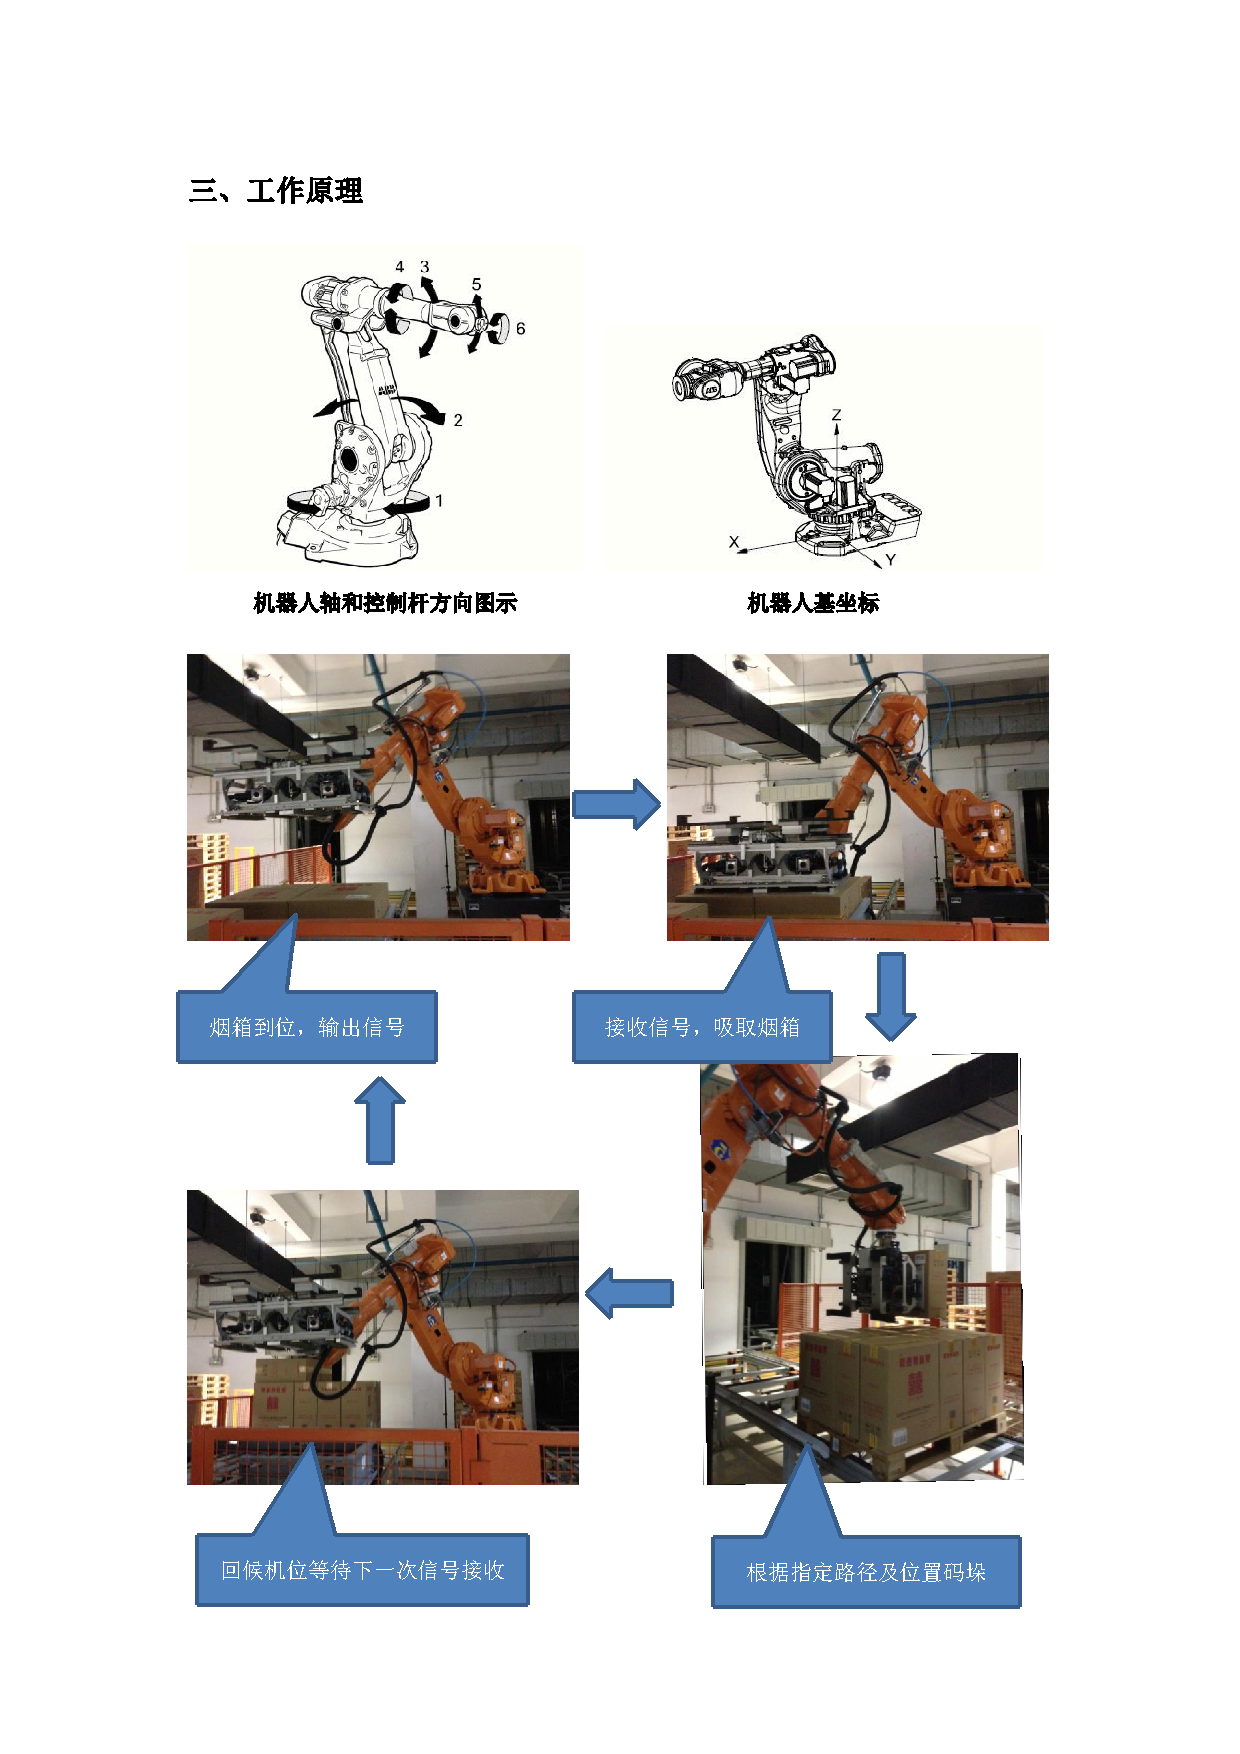 三、工作原理
4 3
5
6
2
1
Z
X
Y
机器人轴和控制杆方向图示
机器人基坐标
烟箱到位，输出信号
接收信号，吸取烟箱
回候机位等待下一次信号接收
根据指定路径及位置码垛